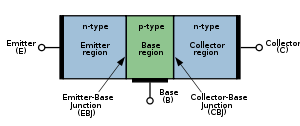 n-type p-type n-type
Emitter
(E)
Emitter
region
Base
region
Collector
region
Collector
(C)
Emitter-Base
Junction
(EBJ)
Base
(B)
Collector-Base
Junction
(CBJ)